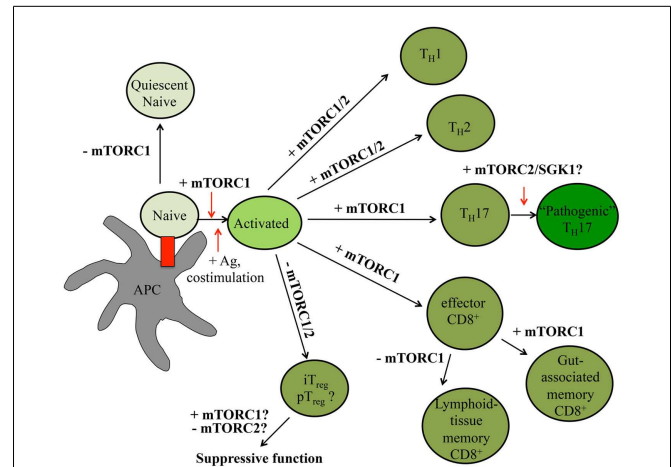 Quiescent
Naive
- mTORC1
Naive
+ mTORC1
+ Ag,
costimulation
APC
Activated
+ mTORC1/2
TH1
+ mTORC1/2
TH2
+ mTORC1
TH17
+ mTORC2/SGK1?
“Pathogenic”
TH17
+ mTORC1
effector
CD8+
- mTORC1
Lymphoid-
tissue
memory
CD8+
+ mTORC1
Gut-
associated
memory
CD8+
- mTORC1/2
iTreg
pTreg ?
+ mTORC1?
- mTORC2?
Suppressive function